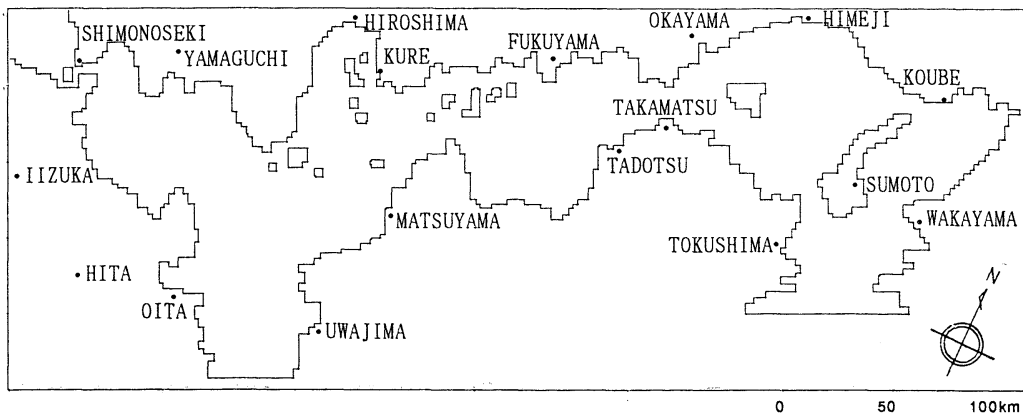 HIROSHIMA
OKAYAMA
HIMEJI
SHIMONOSEKI
YAMAGUCHI
KURE
FUKUYAMA
KOUBE
TAKAMATSU
TADOTSU
IIZUKA
SUMOTO
MATSUYAMA
WAKAYAMA
TOKUSHIMA
HITA
OITA
UWAJIMA
N
0 50 100km